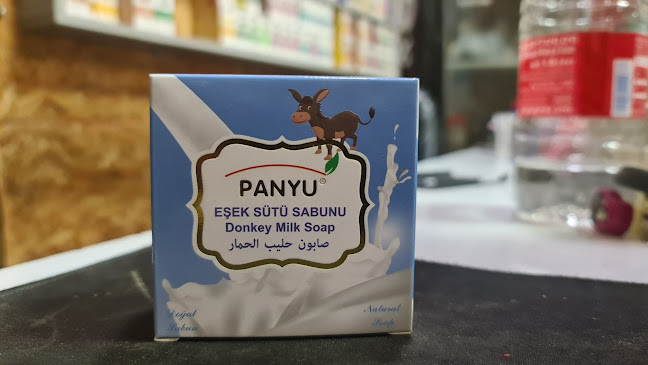 PANYU®
EŞEK SÜTÜ SABUNU
Donkey Milk Soap
صابون حليب الحمار
Doğal
Sabun
Natural
Soap